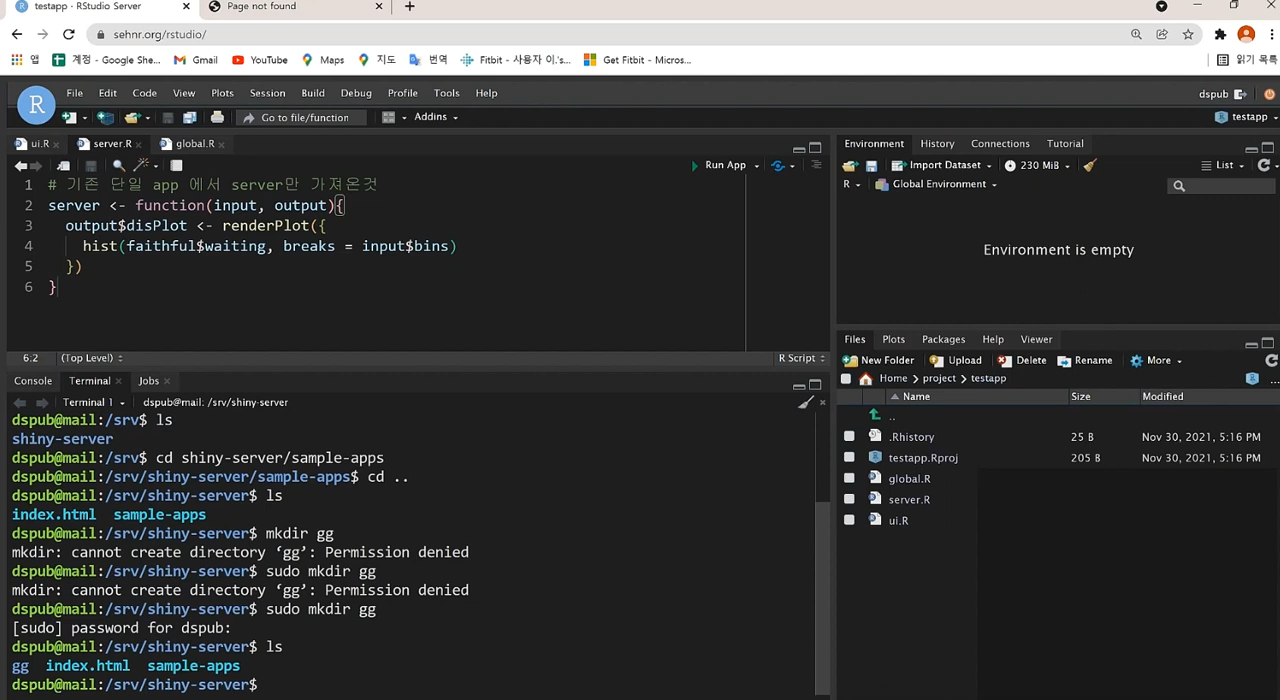 testapp · RStudio Server
Page not found
sehnr.org/rstudio/
앱 계정 - Google She... Gmail YouTube Maps 지도 번역 Fitbit - 사용자 이.'s... Get Fitbit - Micros... 읽기 목록
R File Edit Code View Plots Session Build Debug Profile Tools Help dspub
Go to file/function Addins testapp
ui.R server.R global.R
Run App
1 # 기존 단일 app 에서 server만 가져온것
2 server <- function(input, output){
3 output$disPlot <- renderPlot({
4 hist(faithful$waiting, breaks = input$bins)
5 })
6 }
6:2 (Top Level) R Script
Console Terminal Jobs
Terminal 1 dspub@mail: /srv/shiny-server
dspub@mail:/srv$ ls
shiny-server
dspub@mail:/srv$ cd shiny-server/sample-apps
dspub@mail:/srv/shiny-server/sample-apps$ cd ..
dspub@mail:/srv/shiny-server$ ls
index.html sample-apps
dspub@mail:/srv/shiny-server$ mkdir gg
mkdir: cannot create directory ‘gg’: Permission denied
dspub@mail:/srv/shiny-server$ sudo mkdir gg
mkdir: cannot create directory ‘gg’: Permission denied
dspub@mail:/srv/shiny-server$ sudo mkdir gg
[sudo] password for dspub:
dspub@mail:/srv/shiny-server$ ls
gg index.html sample-apps
dspub@mail:/srv/shiny-server$
Environment History Connections Tutorial
Import Dataset 230 MiB List
R Global Environment
Environment is empty
Files Plots Packages Help Viewer
New Folder Upload Delete Rename More
Home project testapp ...
Name Size Modified
..
.Rhistory 25 B Nov 30, 2021, 5:16 PM
testapp.Rproj 205 B Nov 30, 2021, 5:16 PM
global.R
server.R
ui.R